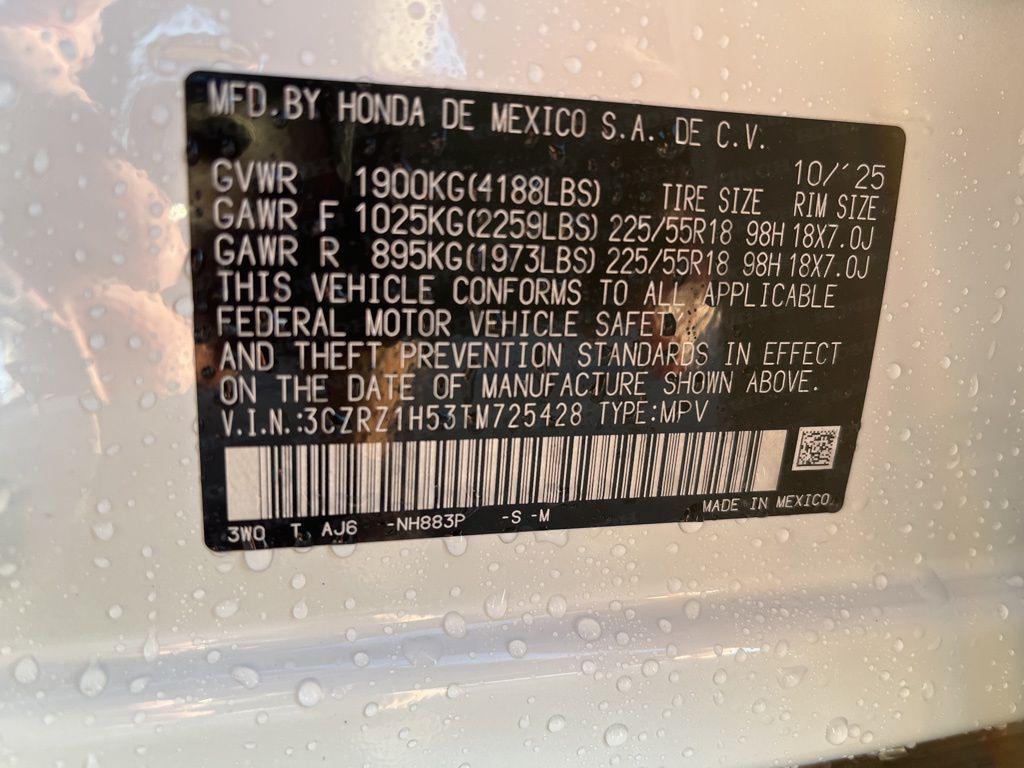 MFD.BY HONDA DE MEXICO S.A. DE C.V.
10/'25
GVWR 1900KG(4188LBS) TIRE SIZE RIM SIZE
GAWR F 1025KG(2259LBS) 225/55R18 98H 18X7.0J
GAWR R 895KG(1973LBS) 225/55R18 98H 18X7.0J
THIS VEHICLE CONFORMS TO ALL APPLICABLE
FEDERAL MOTOR VEHICLE SAFETY
AND THEFT PREVENTION STANDARDS IN EFFECT
ON THE DATE OF MANUFACTURE SHOWN ABOVE.
V.I.N.:3CZRZ1H53TM725428 TYPE:MPV
3W0 T AJ6 -NH883P -S -M MADE IN MEXICO